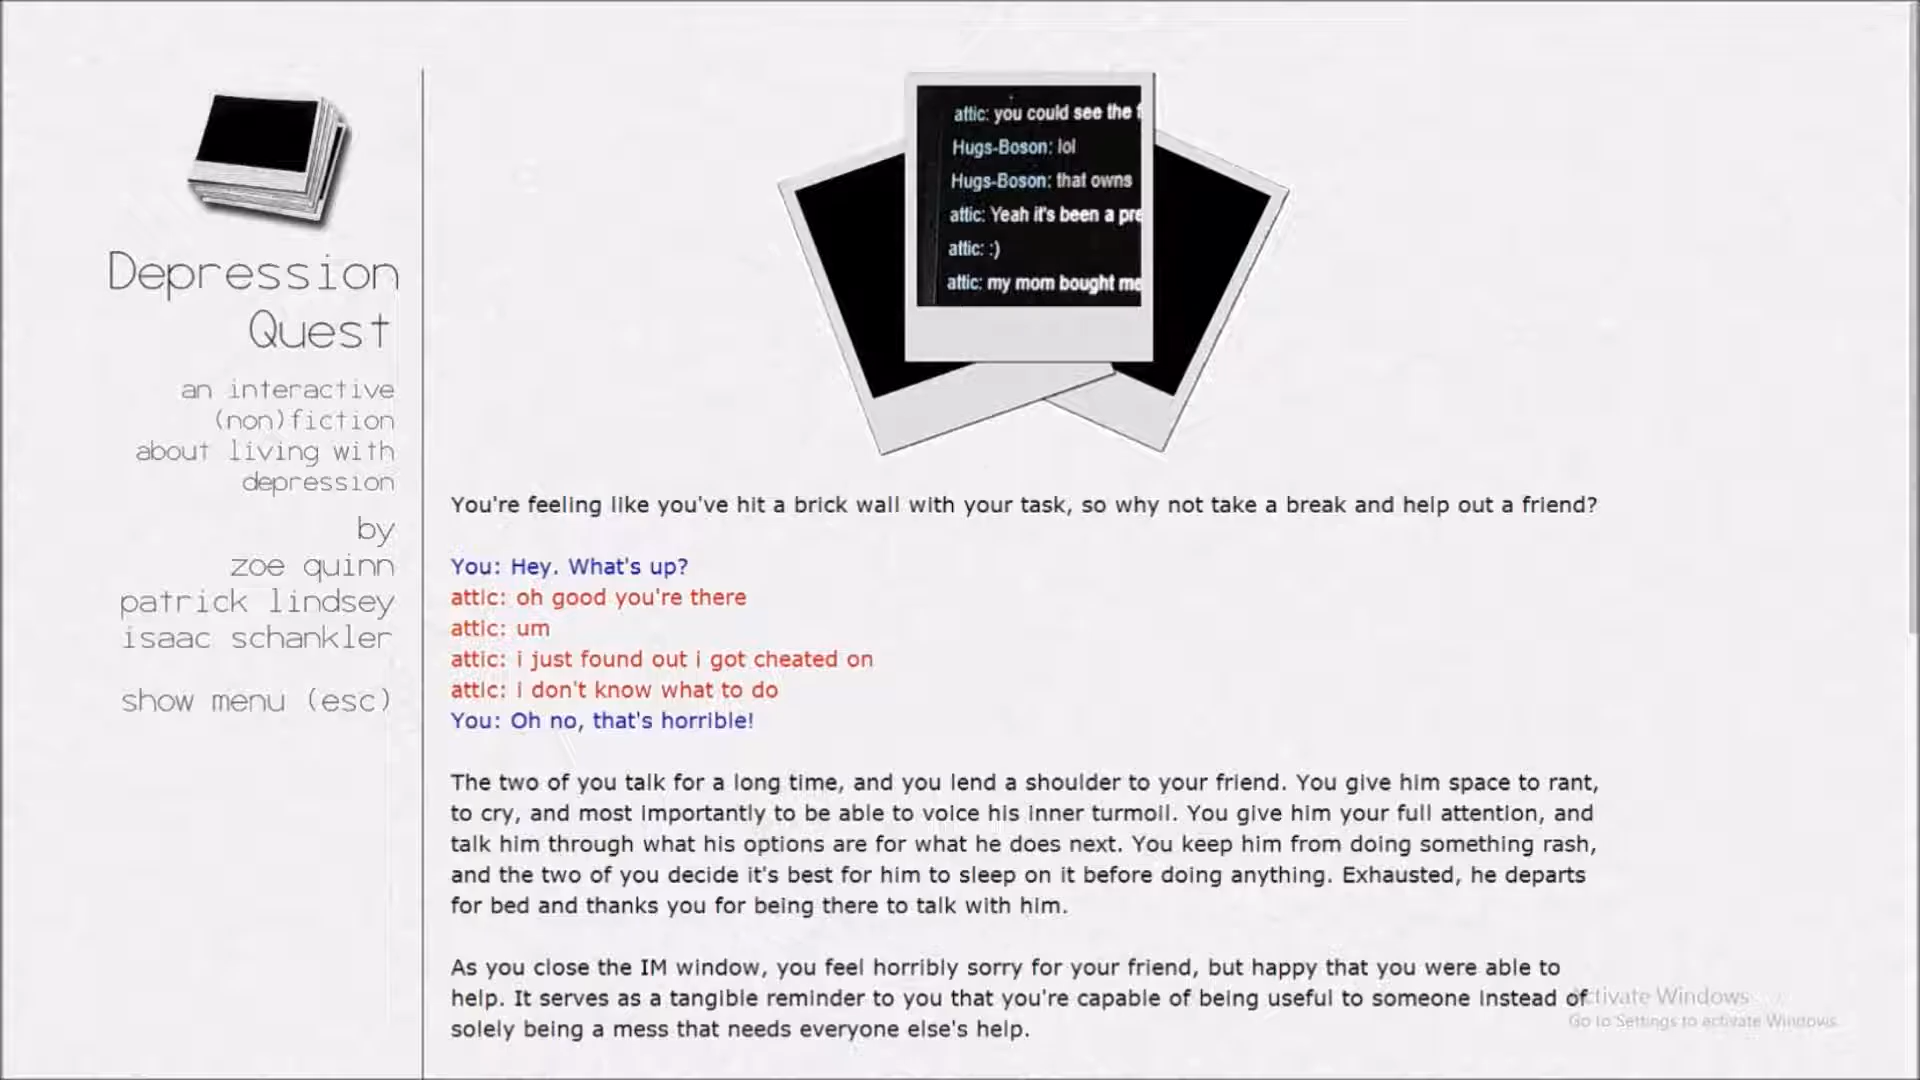 Depression
Quest
an interactive
(non)fiction
about living with
depression
by
zoe quinn
patrick lindsey
isaac schankler
show menu (esc)
attic: you could see the
Hugs-Boson: lol
Hugs-Boson: that owns
attic: Yeah it's been a pre
attic: :)
attic: my mom bought me
You're feeling like you've hit a brick wall with your task, so why not take a break and help out a friend?
You: Hey. What's up?
attic: oh good you're there
attic: um
attic: i just found out i got cheated on
attic: i don't know what to do
You: Oh no, that's horrible!
The two of you talk for a long time, and you lend a shoulder to your friend. You give him space to rant,
to cry, and most importantly to be able to voice his inner turmoil. You give him your full attention, and
talk him through what his options are for what he does next. You keep him from doing something rash,
and the two of you decide it's best for him to sleep on it before doing anything. Exhausted, he departs
for bed and thanks you for being there to talk with him.
As you close the IM window, you feel horribly sorry for your friend, but happy that you were able to
help. It serves as a tangible reminder to you that you're capable of being useful to someone instead of
solely being a mess that needs everyone else's help.
Activate Windows
Go to Settings to activate Windows.